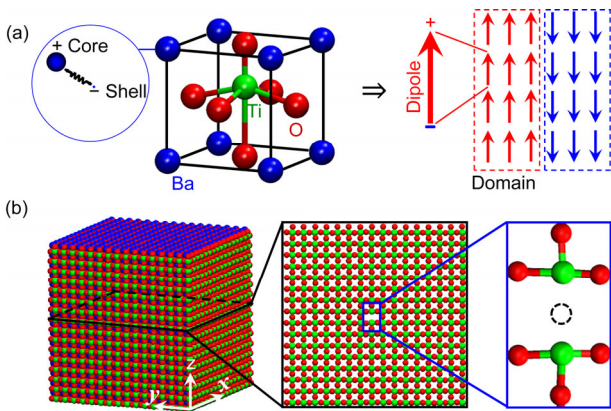 (a)
+ Core
− Shell
Ti
O
Ba
⇒
+
Dipole
-
Domain
(b)
z
y
x